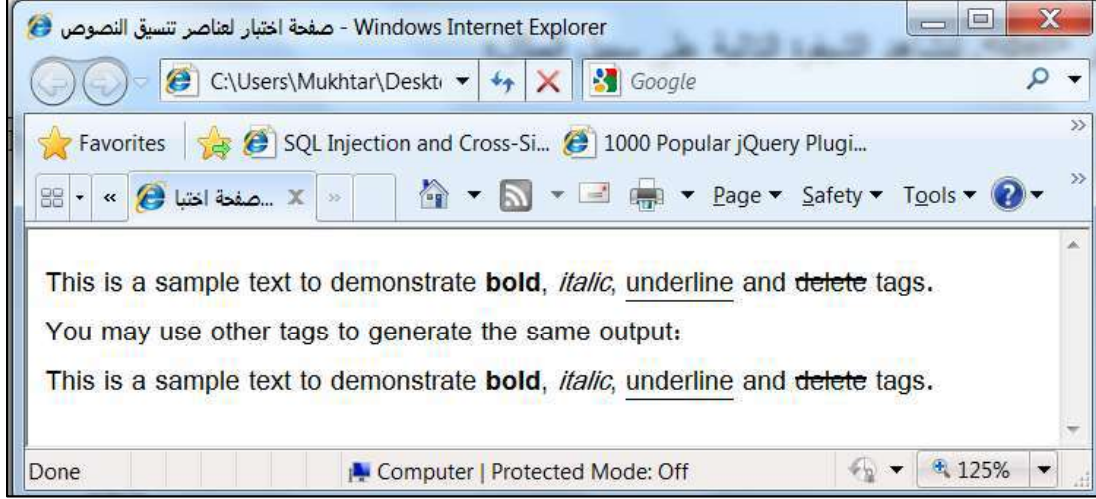 صفحة اختبار لعناصر تنسيق النصوص - Windows Internet Explorer
C:\Users\Mukhtar\Deskt
Google
Favorites SQL Injection and Cross-Si... 1000 Popular jQuery Plugi...
صفحة اختبا... Page Safety Tools
This is a sample text to demonstrate bold, italic, underline and delete tags.
You may use other tags to generate the same output:
This is a sample text to demonstrate bold, italic, underline and delete tags.
Done Computer | Protected Mode: Off 125%